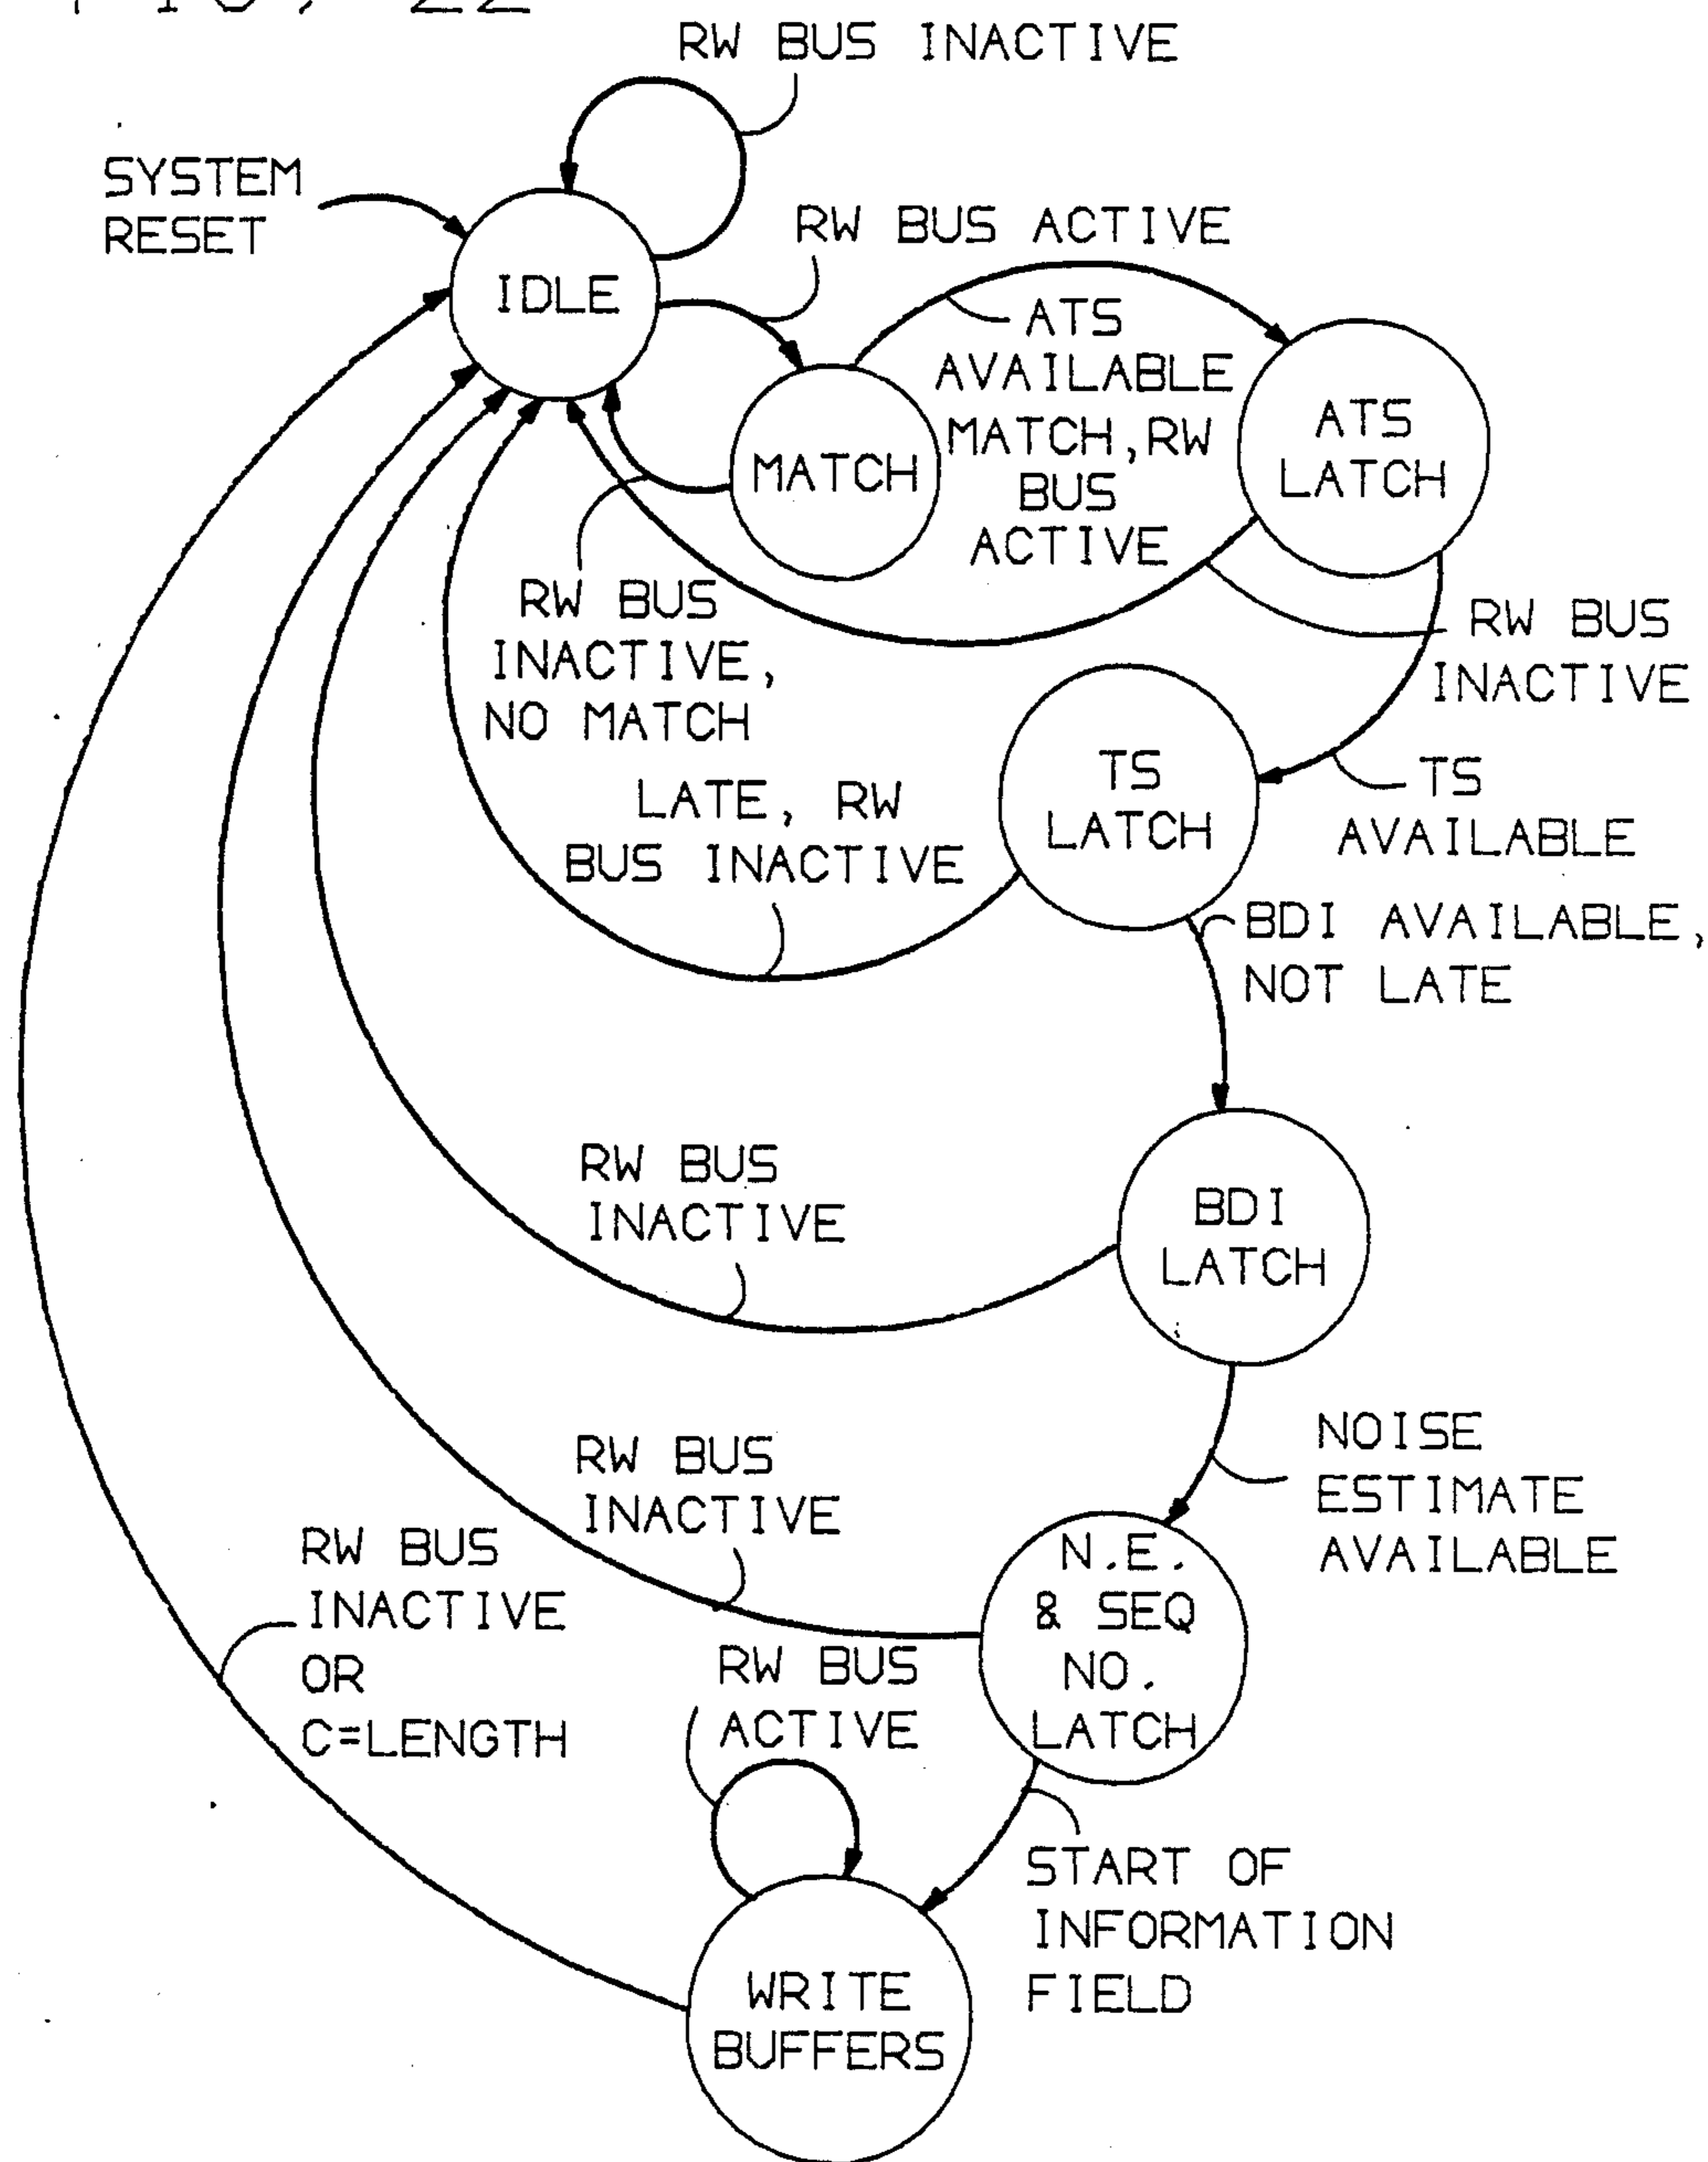 FIG. 22
RW BUS INACTIVE
SYSTEM
RESET
RW BUS ACTIVE
IDLE
ATS
AVAILABLE
MATCH,RW
BUS
ACTIVE
ATS
LATCH
MATCH
RW BUS
INACTIVE,
NO MATCH
RW BUS
INACTIVE
TS
LATCH
TS
AVAILABLE
LATE, RW
BUS INACTIVE
BDI AVAILABLE,
NOT LATE
RW BUS
INACTIVE
BDI
LATCH
NOISE
ESTIMATE
AVAILABLE
RW BUS
INACTIVE
N.E.
& SEQ
NO.
LATCH
RW BUS
INACTIVE
OR
C=LENGTH
RW BUS
ACTIVE
START OF
INFORMATION
FIELD
WRITE
BUFFERS